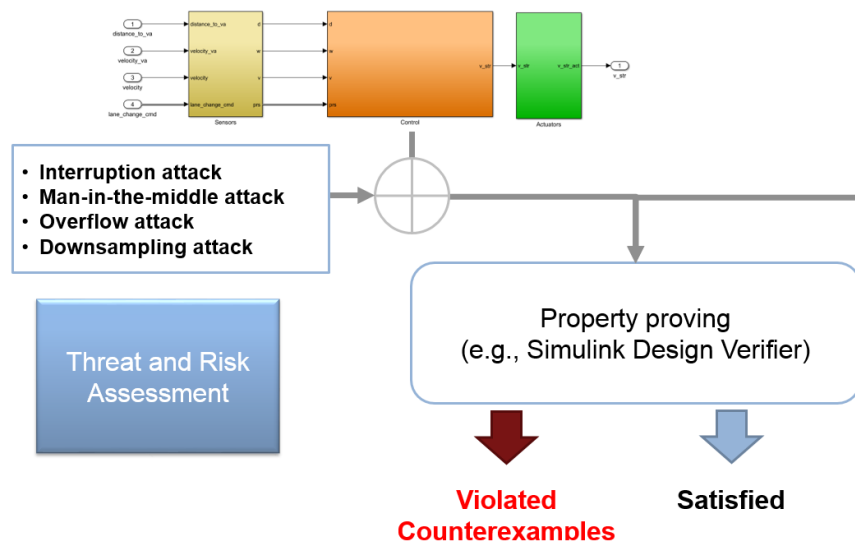 1
distance_to_va
2
velocity_va
3
velocity
4
lane_change_cmd
distance_to_va
d
velocity_va
w
velocity
v
lane_change_cmd
prs
Sensors
d
w
v
prs
v_str
Control
v_str
v_str_act
Actuators
1
v_str
• Interruption attack
• Man-in-the-middle attack
• Overflow attack
• Downsampling attack
Threat and Risk
Assessment
Property proving
(e.g., Simulink Design Verifier)
Violated
Counterexamples
Satisfied